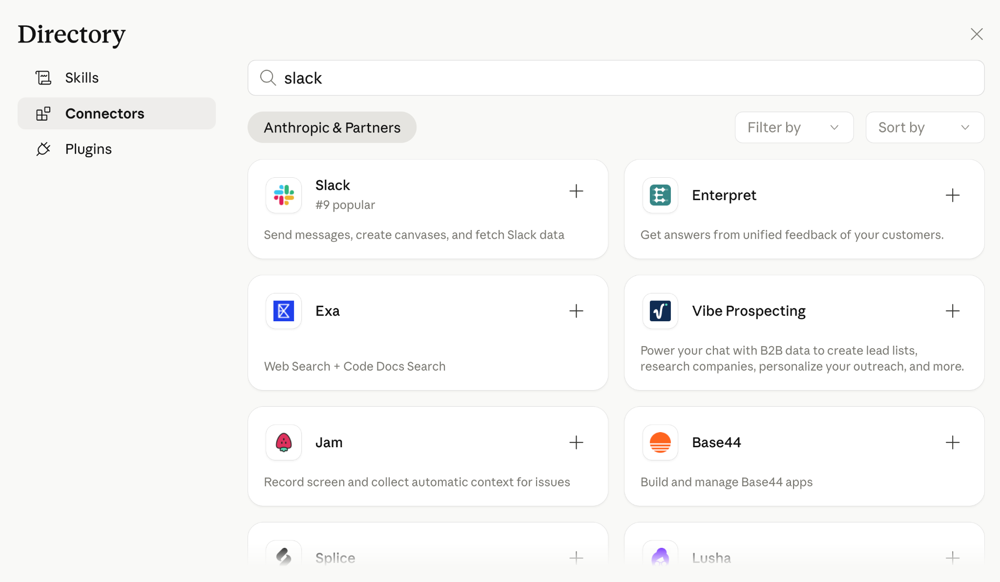 Directory
Skills
Connectors
Plugins
slack
Anthropic & Partners
Filter by
Sort by
Slack
#9 popular
Send messages, create canvases, and fetch Slack data
Enterpret
Get answers from unified feedback of your customers.
Exa
Web Search + Code Docs Search
Vibe Prospecting
Power your chat with B2B data to create lead lists,
research companies, personalize your outreach, and more.
Jam
Record screen and collect automatic context for issues
Base44
Build and manage Base44 apps
Splice
Lusha